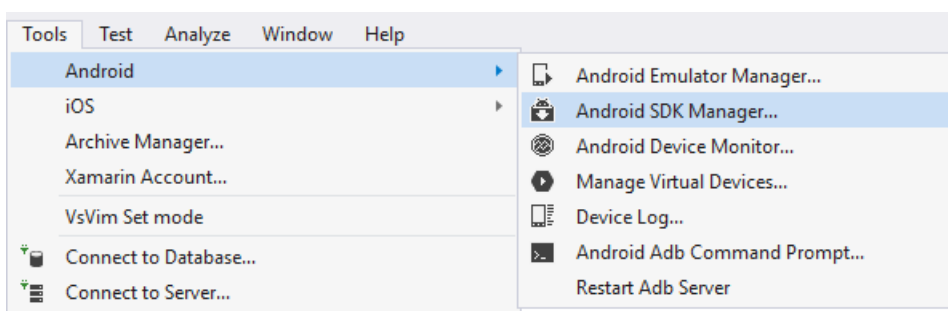 Tools Test Analyze Window Help
Android
iOS
Archive Manager...
Xamarin Account...
VsVim Set mode
Connect to Database...
Connect to Server...
Android Emulator Manager...
Android SDK Manager...
Android Device Monitor...
Manage Virtual Devices...
Device Log...
Android Adb Command Prompt...
Restart Adb Server